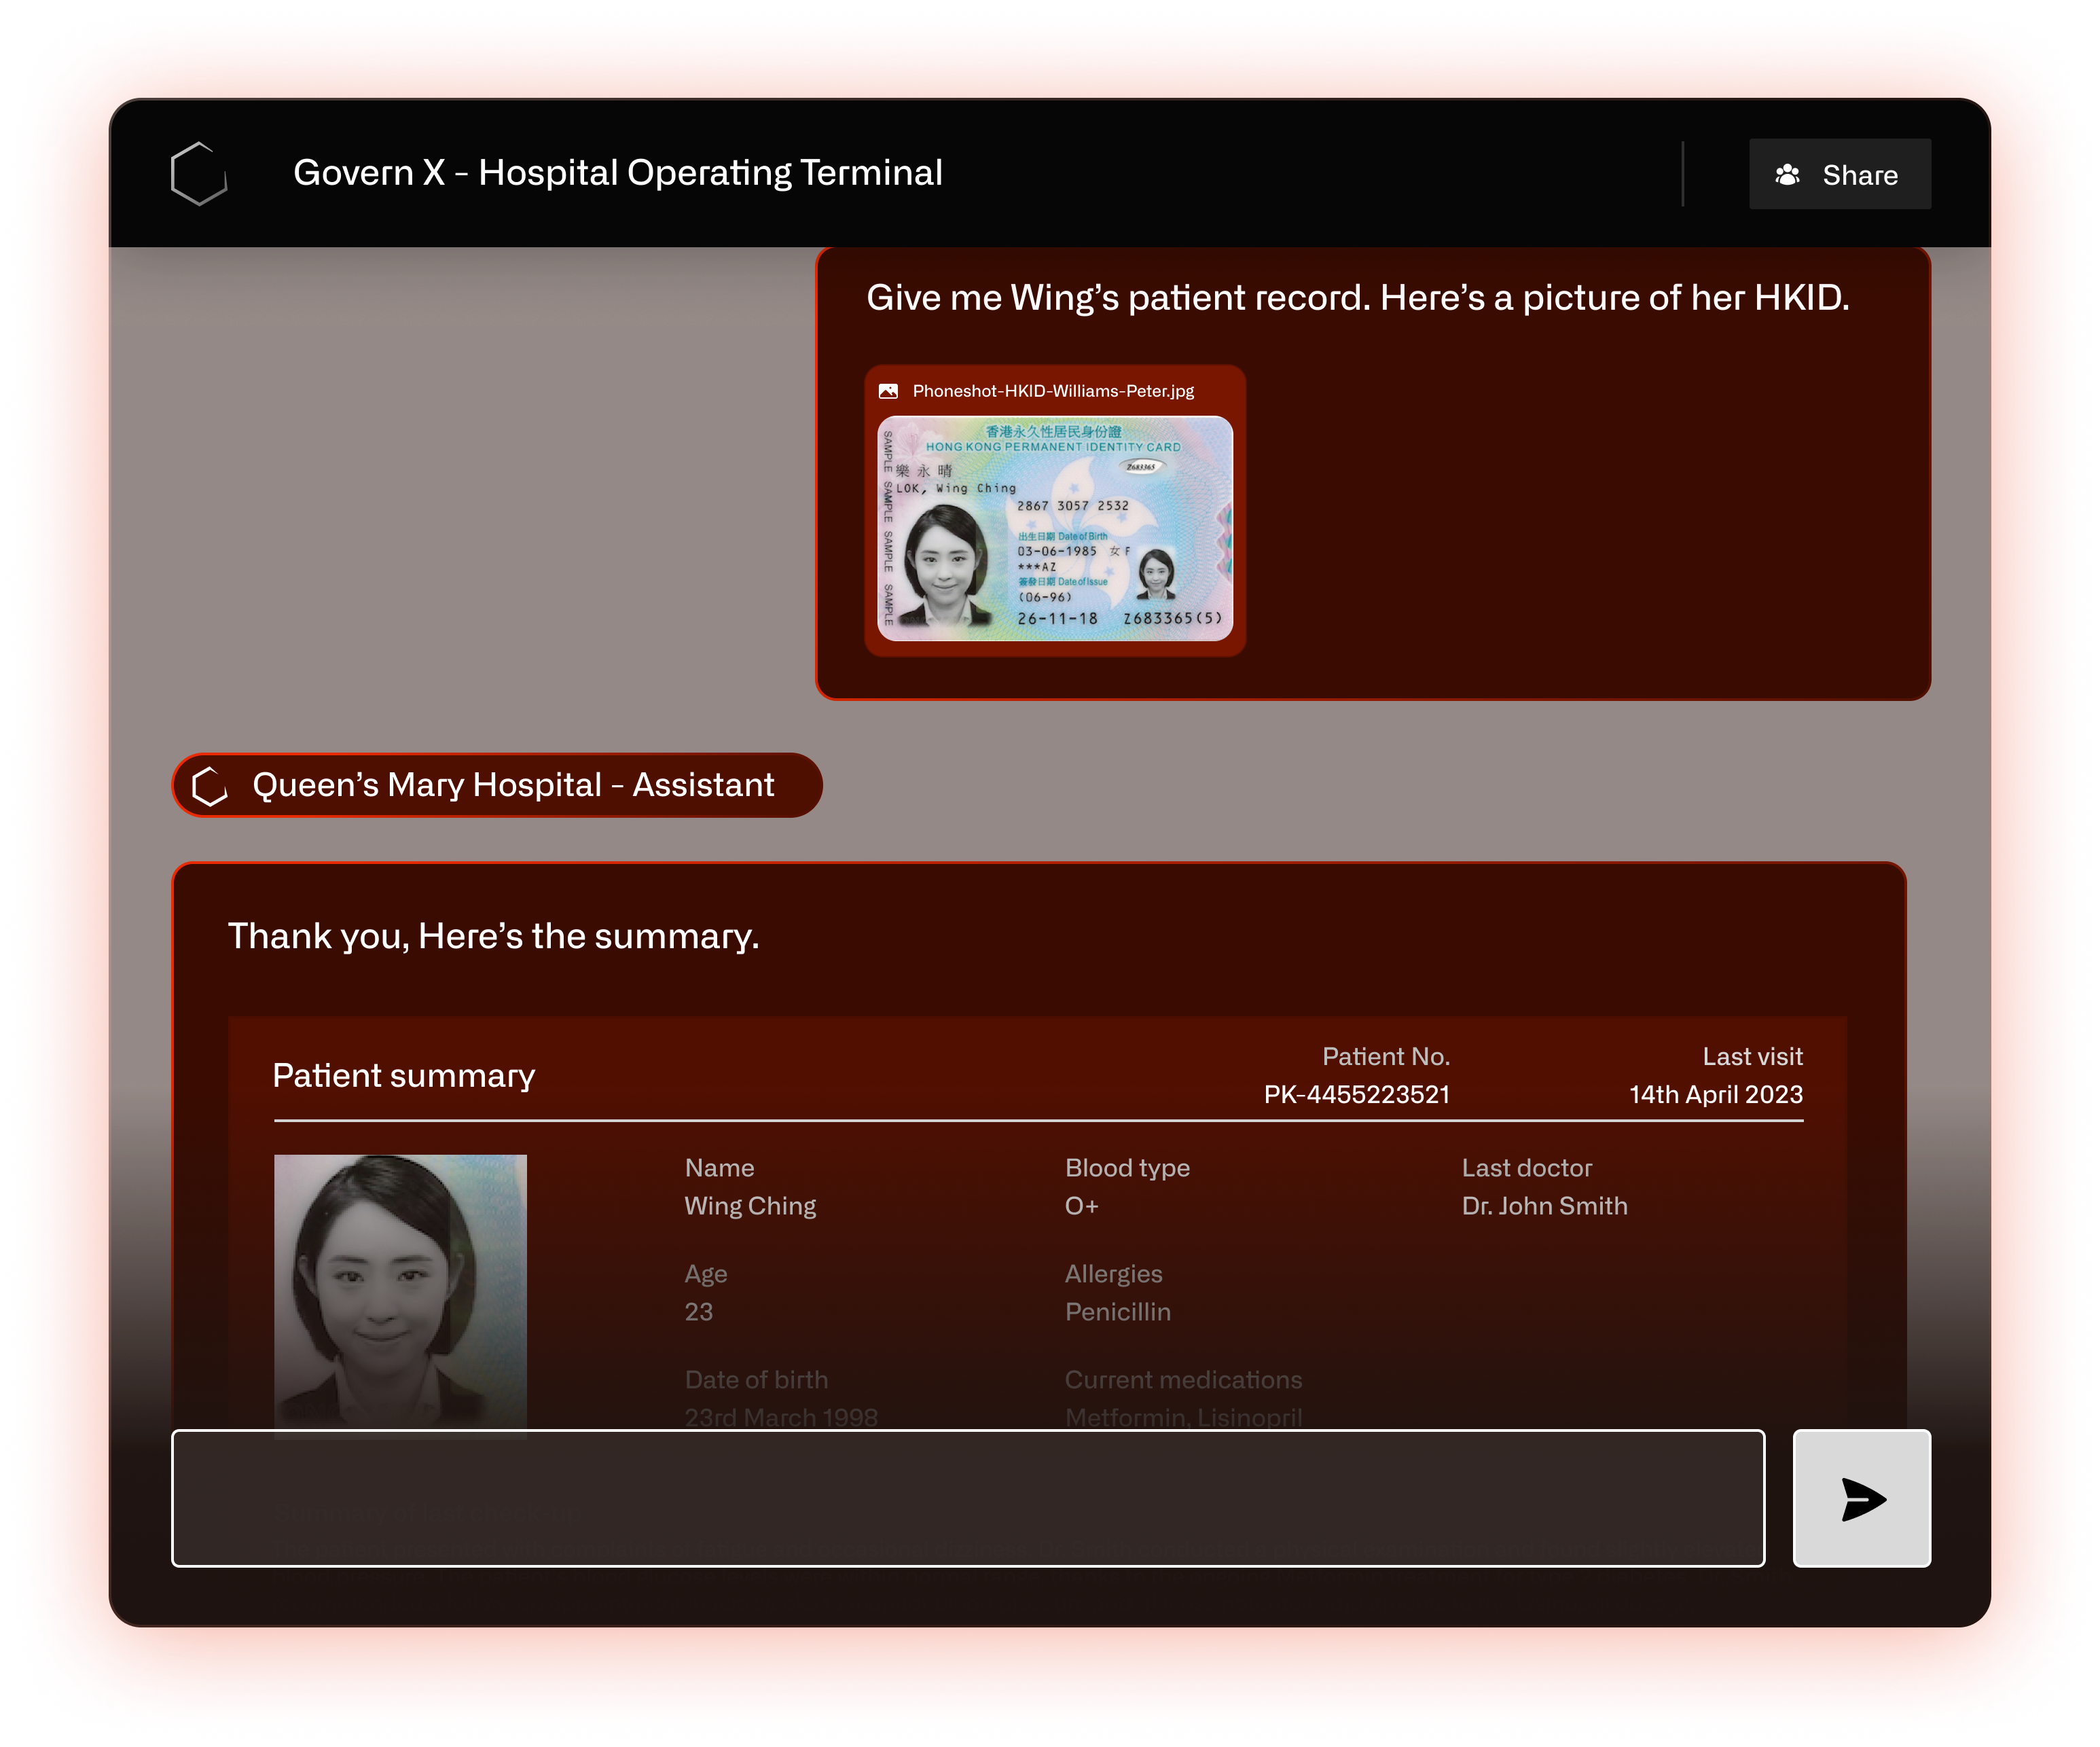 Govern X - Hospital Operating Terminal
Share
Give me Wing’s patient record. Here’s a picture of her HKID.
Phoneshot-HKID-Williams-Peter.jpg
香港永久性居民身份證
HONG KONG PERMANENT IDENTITY CARD
SAMPLE SAMPLE SAMPLE SAMPLE
Z683365
樂永晴
LOK, Wing Ching
2867 3057 2532
出生日期 Date of Birth
03-06-1985 女 F
***AZ
簽發日期 Date of Issue
(06-96)
26-11-18 Z683365(5)
Queen’s Mary Hospital - Assistant
Thank you, Here’s the summary.
Patient summary
Patient No.
PK-4455223521
Last visit
14th April 2023
Name
Wing Ching
Blood type
O+
Last doctor
Dr. John Smith
Age
23
Allergies
Penicillin
Date of birth
23rd March 1998
Current medications
Metformin, Lisinopril